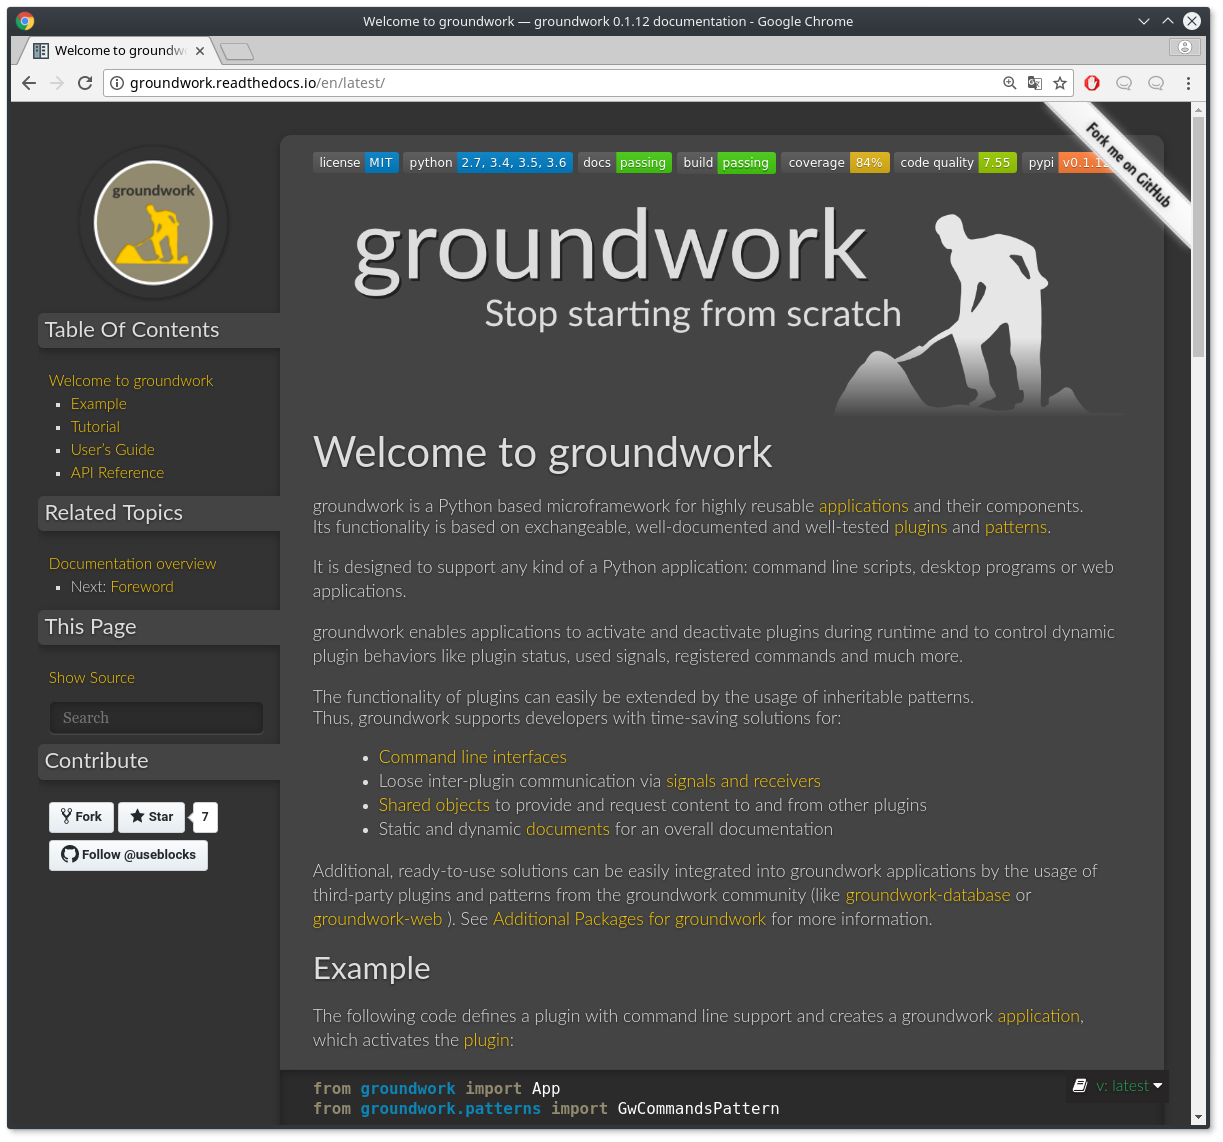 Welcome to groundwork — groundwork 0.1.12 documentation - Google Chrome
Welcome to groundw
groundwork.readthedocs.io/en/latest/
Fork me on GitHub
license MIT python 2.7, 3.4, 3.5, 3.6 docs passing build passing coverage 84% code quality 7.55 pypi
groundwork
groundwork
Stop starting from scratch
Table Of Contents
Welcome to groundwork
Example
Tutorial
User's Guide
API Reference
Related Topics
Documentation overview
Next: Foreword
This Page
Show Source
Search
Contribute
Fork Star 7
Follow @useblocks
Welcome to groundwork
groundwork is a Python based microframework for highly reusable applications and their components.
Its functionality is based on exchangeable, well-documented and well-tested plugins and patterns.
It is designed to support any kind of a Python application: command line scripts, desktop programs or web
applications.
groundwork enables applications to activate and deactivate plugins during runtime and to control dynamic
plugin behaviors like plugin status, used signals, registered commands and much more.
The functionality of plugins can easily be extended by the usage of inheritable patterns.
Thus, groundwork supports developers with time-saving solutions for:
Command line interfaces
Loose inter-plugin communication via signals and receivers
Shared objects to provide and request content to and from other plugins
Static and dynamic documents for an overall documentation
Additional, ready-to-use solutions can be easily integrated into groundwork applications by the usage of
third-party plugins and patterns from the groundwork community (like groundwork-database or
groundwork-web ). See Additional Packages for groundwork for more information.
Example
The following code defines a plugin with command line support and creates a groundwork application,
which activates the plugin:
from groundwork import App
from groundwork.patterns import GwCommandsPattern
v: latest